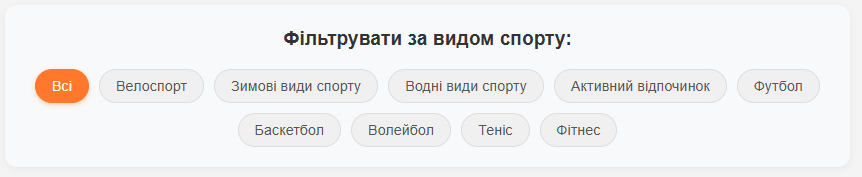 Фільтрувати за видом спорту:
Всі Велоспорт Зимові види спорту Водні види спорту Активний відпочинок Футбол
Баскетбол Волейбол Теніс Фітнес